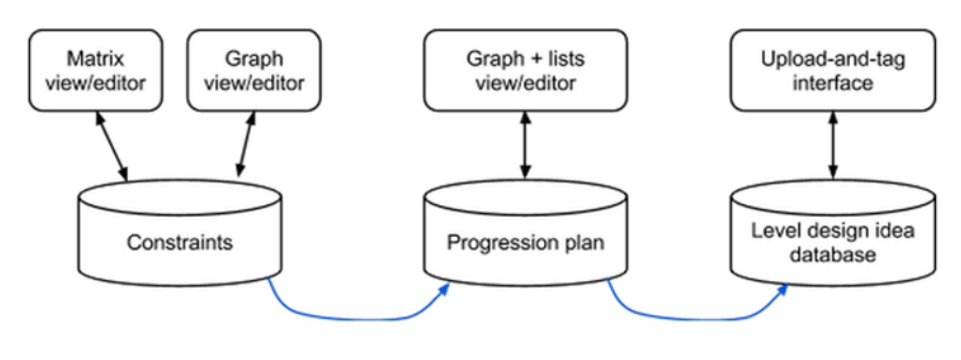 Matrix
view/editor
Graph
view/editor
Graph + lists
view/editor
Upload-and-tag
interface
Constraints
Progression plan
Level design idea
database